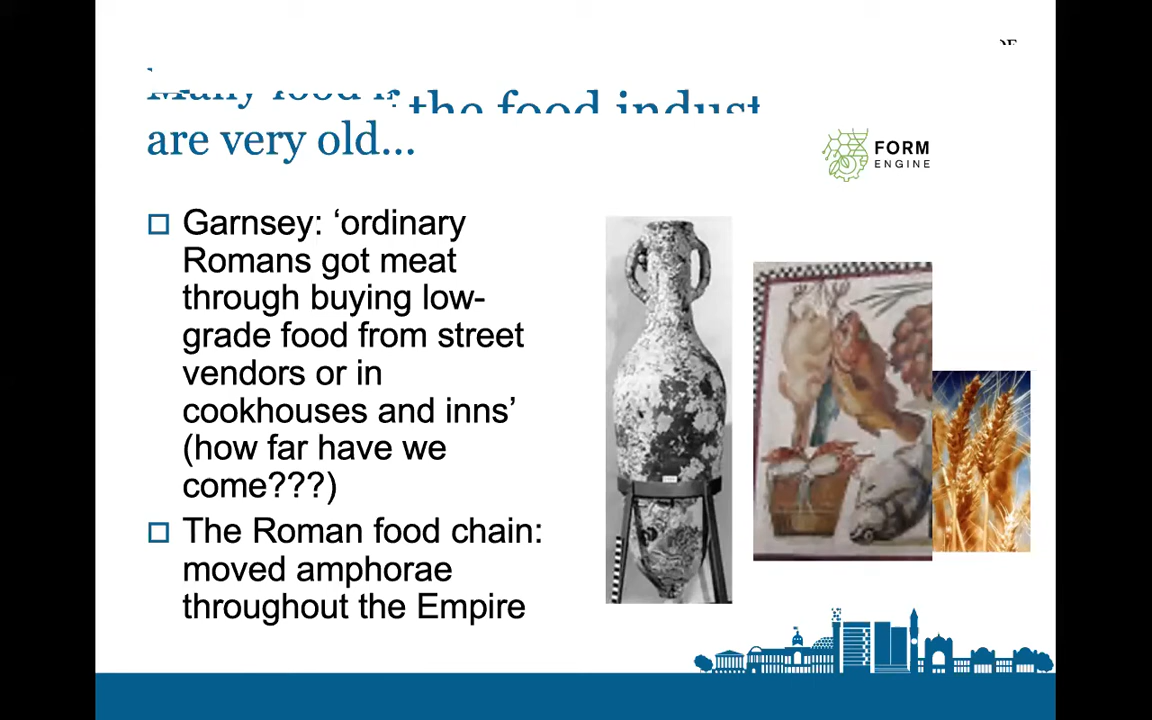 Many food i
the food indust
are very old...
FORM
ENGINE
Garnsey: ‘ordinary
Romans got meat
through buying low-
grade food from street
vendors or in
cookhouses and inns’
(how far have we
come???)
The Roman food chain:
moved amphorae
throughout the Empire